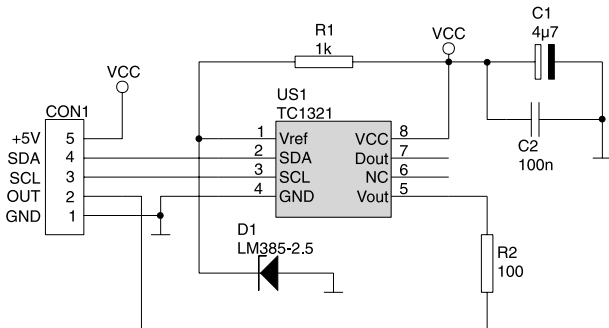 C1
4µ7
R1
1k
VCC
VCC
US1
TC1321
CON1
+5V 5
SDA 4
SCL 3
OUT 2
GND 1
1 Vref VCC 8
2 SDA Dout 7
3 SCL NC 6
4 GND Vout 5
C2
100n
D1
LM385-2.5
R2
100